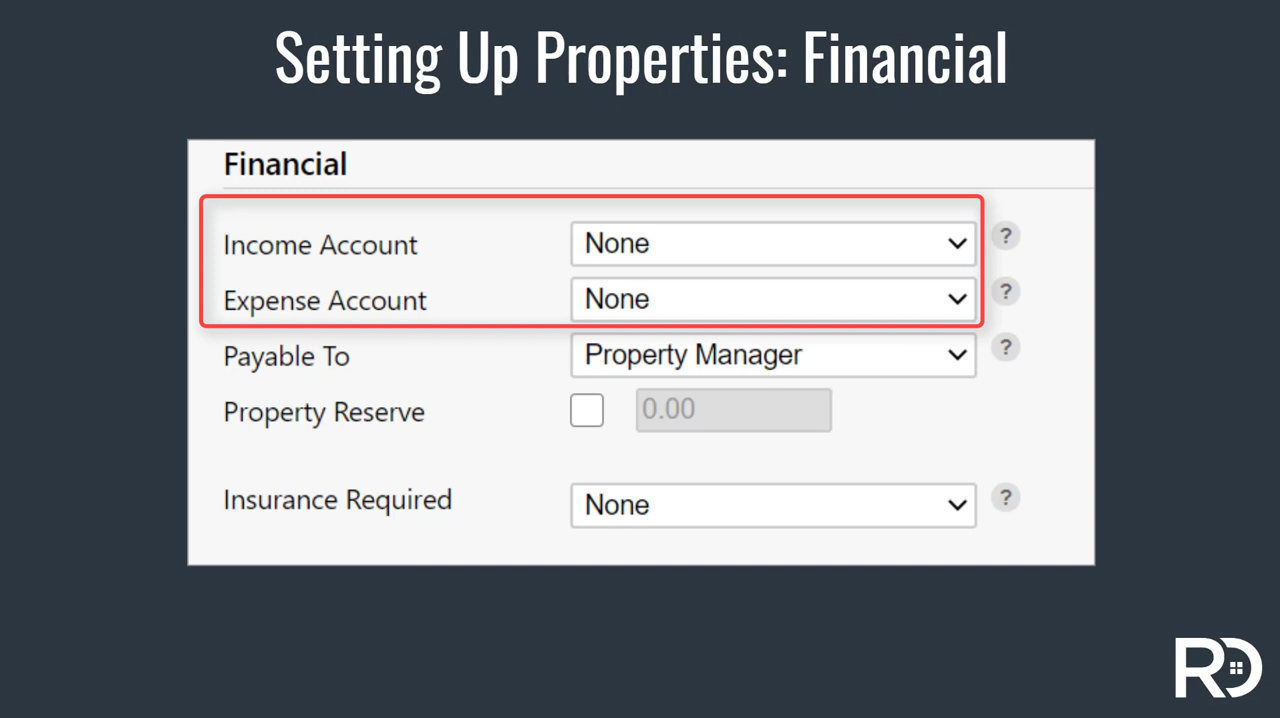 Setting Up Properties: Financial
Financial
Income Account None ?
Expense Account None ?
Payable To Property Manager ?
Property Reserve 0.00
Insurance Required None ?
RD